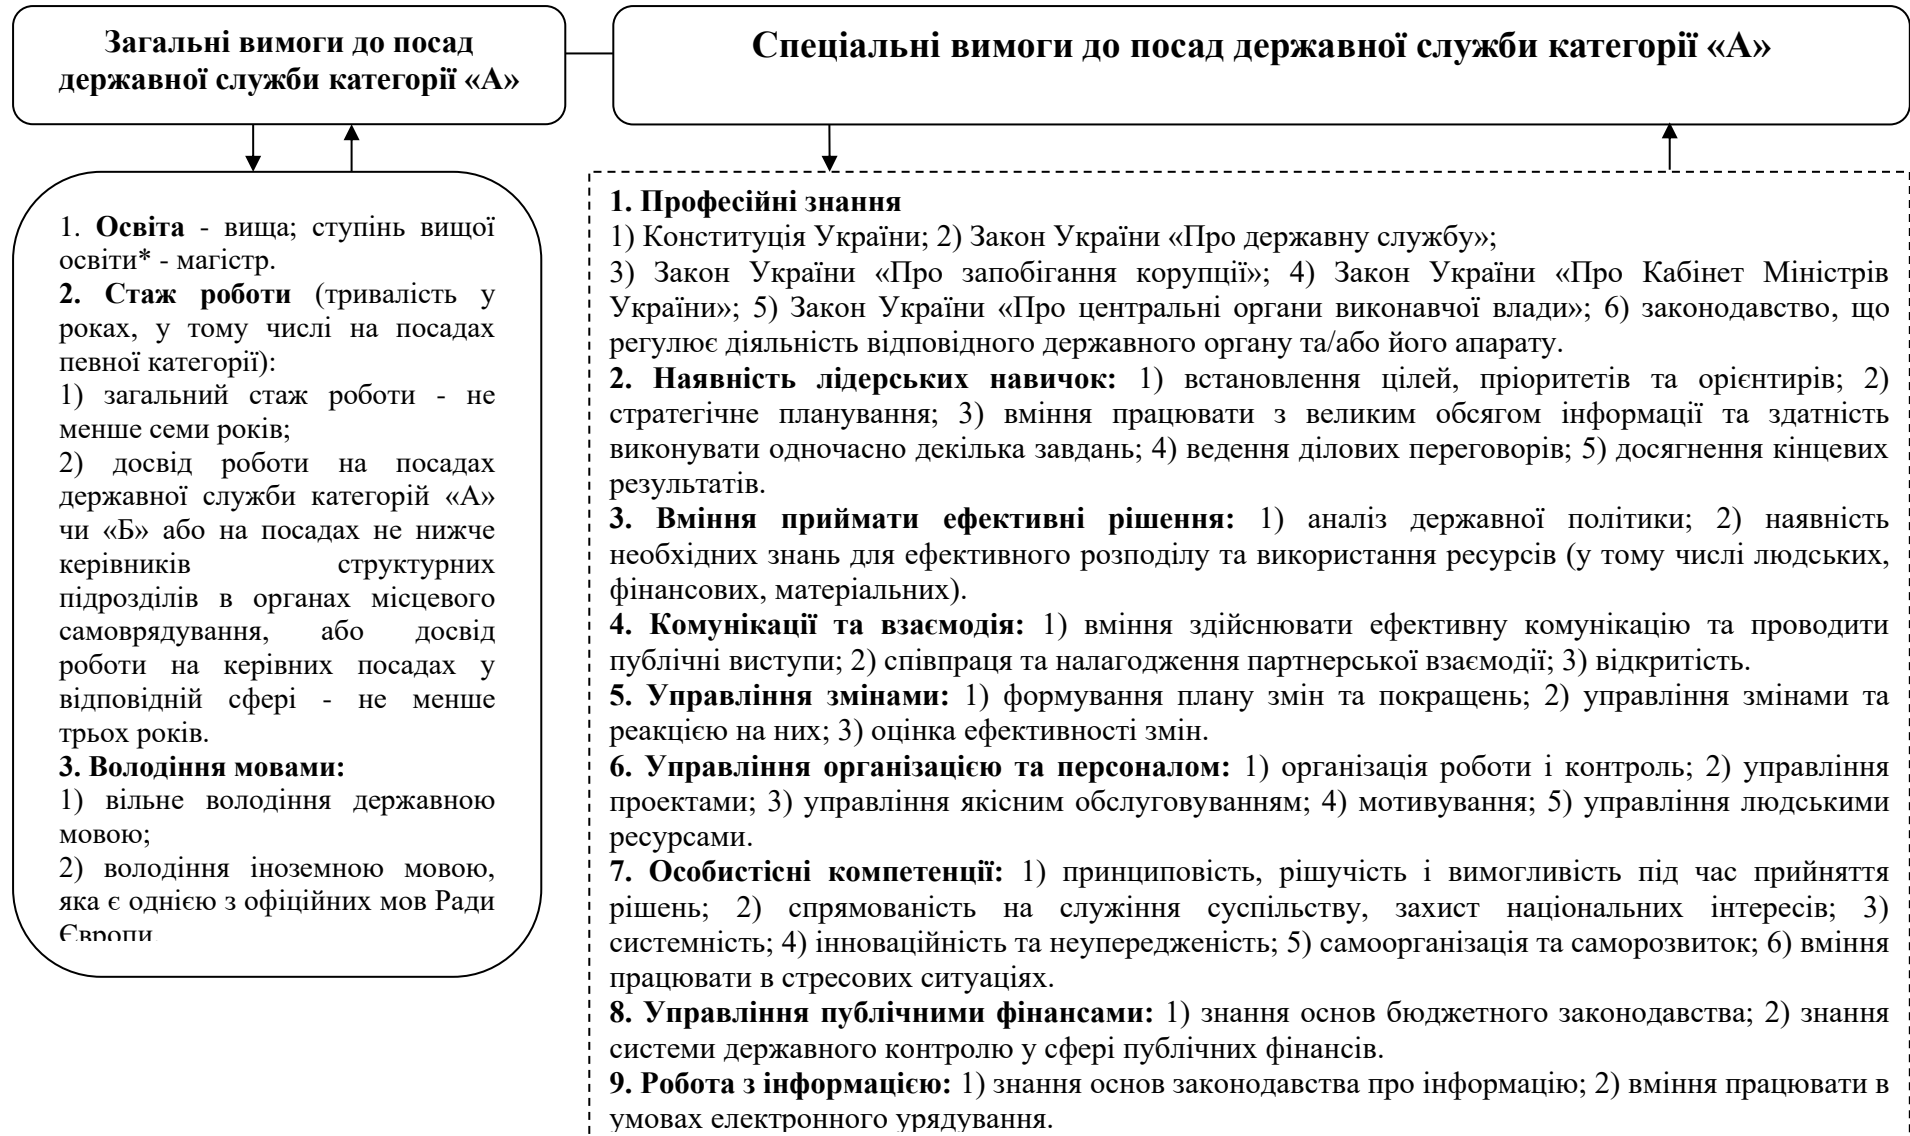 Загальні вимоги до посад
державної служби категорії «А»
Спеціальні вимоги до посад державної служби категорії «А»
1. Освіта - вища; ступінь вищої
освіти* - магістр.
2. Стаж роботи (тривалість у
роках, у тому числі на посадах
певної категорії):
1) загальний стаж роботи - не
менше семи років;
2) досвід роботи на посадах
державної служби категорій «А»
чи «Б» або на посадах не нижче
керівників структурних
підрозділів в органах місцевого
самоврядування, або досвід
роботи на керівних посадах у
відповідній сфері - не менше
трьох років.
3. Володіння мовами:
1) вільне володіння державною
мовою;
2) володіння іноземною мовою,
яка є однією з офіційних мов Ради
Європи.
1. Професійні знання
1) Конституція України; 2) Закон України «Про державну службу»;
3) Закон України «Про запобігання корупції»; 4) Закон України «Про Кабінет Міністрів
України»; 5) Закон України «Про центральні органи виконавчої влади»; 6) законодавство, що
регулює діяльність відповідного державного органу та/або його апарату.
2. Наявність лідерських навичок: 1) встановлення цілей, пріоритетів та орієнтирів; 2)
стратегічне планування; 3) вміння працювати з великим обсягом інформації та здатність
виконувати одночасно декілька завдань; 4) ведення ділових переговорів; 5) досягнення кінцевих
результатів.
3. Вміння приймати ефективні рішення: 1) аналіз державної політики; 2) наявність
необхідних знань для ефективного розподілу та використання ресурсів (у тому числі людських,
фінансових, матеріальних).
4. Комунікації та взаємодія: 1) вміння здійснювати ефективну комунікацію та проводити
публічні виступи; 2) співпраця та налагодження партнерської взаємодії; 3) відкритість.
5. Управління змінами: 1) формування плану змін та покращень; 2) управління змінами та
реакцією на них; 3) оцінка ефективності змін.
6. Управління організацією та персоналом: 1) організація роботи і контроль; 2) управління
проектами; 3) управління якісним обслуговуванням; 4) мотивування; 5) управління людськими
ресурсами.
7. Особистісні компетенції: 1) принциповість, рішучість і вимогливість під час прийняття
рішень; 2) спрямованість на служіння суспільству, захист національних інтересів; 3)
системність; 4) інноваційність та неупередженість; 5) самоорганізація та саморозвиток; 6) вміння
працювати в стресових ситуаціях.
8. Управління публічними фінансами: 1) знання основ бюджетного законодавства; 2) знання
системи державного контролю у сфері публічних фінансів.
9. Робота з інформацією: 1) знання основ законодавства про інформацію; 2) вміння працювати в
умовах електронного урядування.